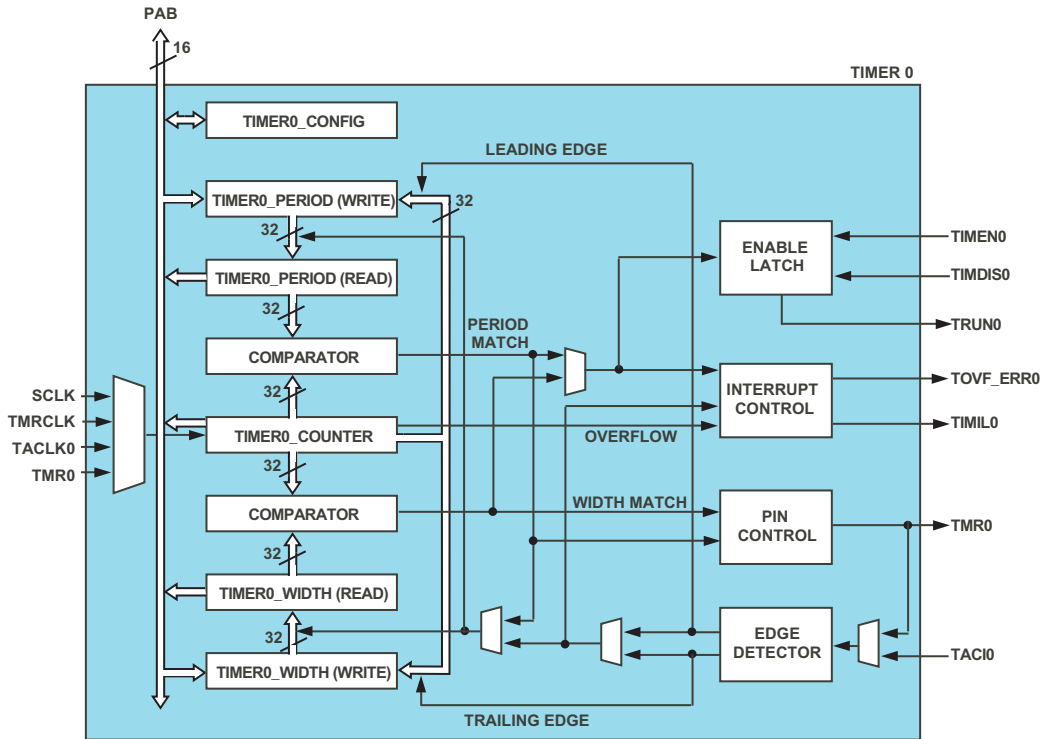 PAB
16
TIMER 0
TIMER0_CONFIG
LEADING EDGE
TIMER0_PERIOD (WRITE)
32
32
TIMEN0
ENABLE
LATCH
TIMER0_PERIOD (READ)
TIMDIS0
32
PERIOD
MATCH
TRUN0
COMPARATOR
SCLK
32
INTERRUPT
CONTROL
TOVF_ERR0
TMRCLK
TIMER0_COUNTER
OVERFLOW
TIMIL0
TACLK0
TMR0
32
WIDTH MATCH
COMPARATOR
PIN
CONTROL
TMR0
32
TIMER0_WIDTH (READ)
32
EDGE
DETECTOR
TACI0
TIMER0_WIDTH (WRITE)
TRAILING EDGE